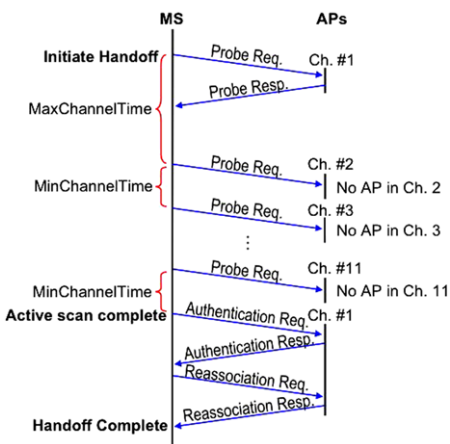 MS APs
Initiate Handoff Probe Req. Ch. #1
Probe Resp.
MaxChannelTime
Probe Req. Ch. #2
MinChannelTime No AP in Ch. 2
Probe Req. Ch. #3
No AP in Ch. 3
⋮
Probe Req. Ch. #11
MinChannelTime No AP in Ch. 11
Active scan complete Authentication Req. Ch. #1
Authentication Resp.
Reassociation Req.
Reassociation Resp.
Handoff Complete